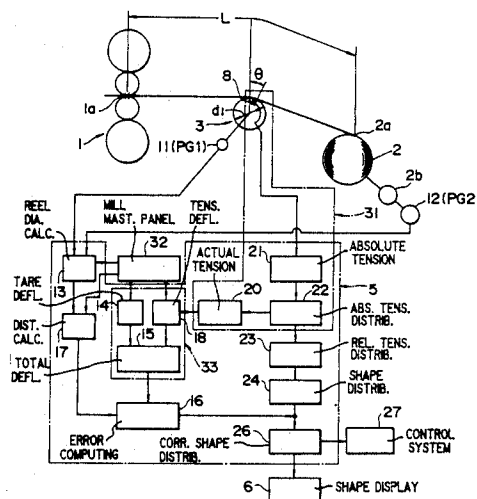 L
8
θ
1a
d1
3
2a
1
11(PG1)
2
2b
12(PG2
REEL
DIA.
CALC.
MILL
MAST. PANEL
TENS.
DEFL.
31
32
ACTUAL
TENSION
21
ABSOLUTE
TENSION
13
TARE
DEFL.
14
20
22
5
DIST.
CALC.
15
18
ABS. TENS.
DISTRIB.
17
33
23
REL. TENS.
DISTRIB.
TOTAL
DEFL.
24
SHAPE
DISTRIB.
16
26
27
ERROR
COMPUTING
CORR. SHAPE
DISTRIB.
CONTROL
SYSTEM
6
SHAPE DISPLAY